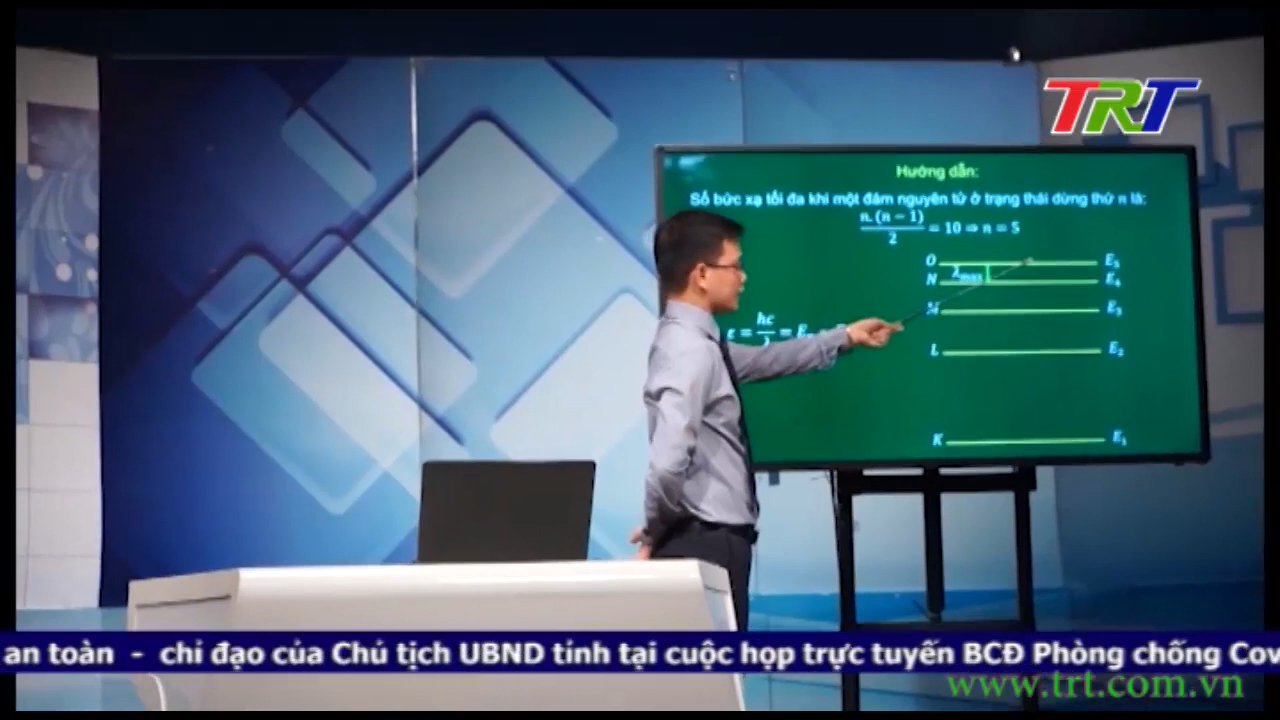 TRT
Hướng dẫn:
Số bức xạ tối đa khi một đám nguyên tử ở trạng thái dừng thứ n là:
n.(n − 1)/2 = 10 ⇒ n = 5
O E₅
λmax
N E₄
M E₃
ε = hc/λ = E
L E₂
K E₁
an toàn - chỉ đạo của Chủ tịch UBND tỉnh tại cuộc họp trực tuyến BCĐ Phòng chống Cov
www.trt.com.vn